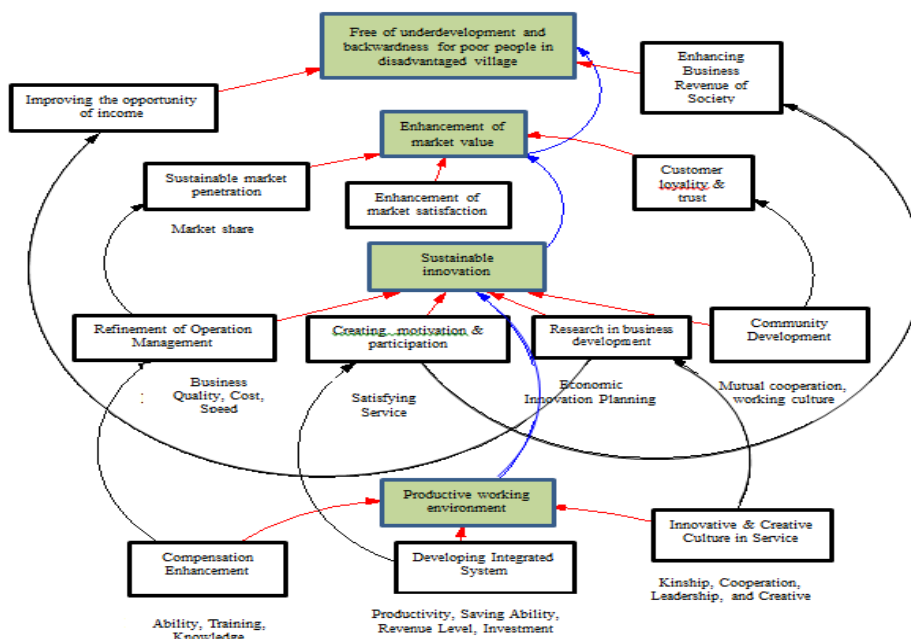 Free of underdevelopment and
backwardness for poor people in
disadvantaged village
Enhancing
Business
Revenue of
Society
Improving the opportunity
of income
Enhancement of
market value
Sustainable market
penetration
Enhancement of
market satisfaction
Customer
loyality & 
trust
Market share
Sustainable
innovation
Refinement of Operation
Management
Creating motivation &
participation
Research in business
development
Community
Development
Business
Quality, Cost,
Speed
:
Satisfying
Service
Economic
Innovation Planning
Mutual cooperation,
working culture
Productive working
environment
Compensation
Enhancement
Developing Integrated
System
Innovative & Creative
Culture in Service
Ability, Training,
Knowledge
Productivity, Saving Ability,
Revenue Level, Investment
Kinship, Cooperation,
Leadership, and Creative